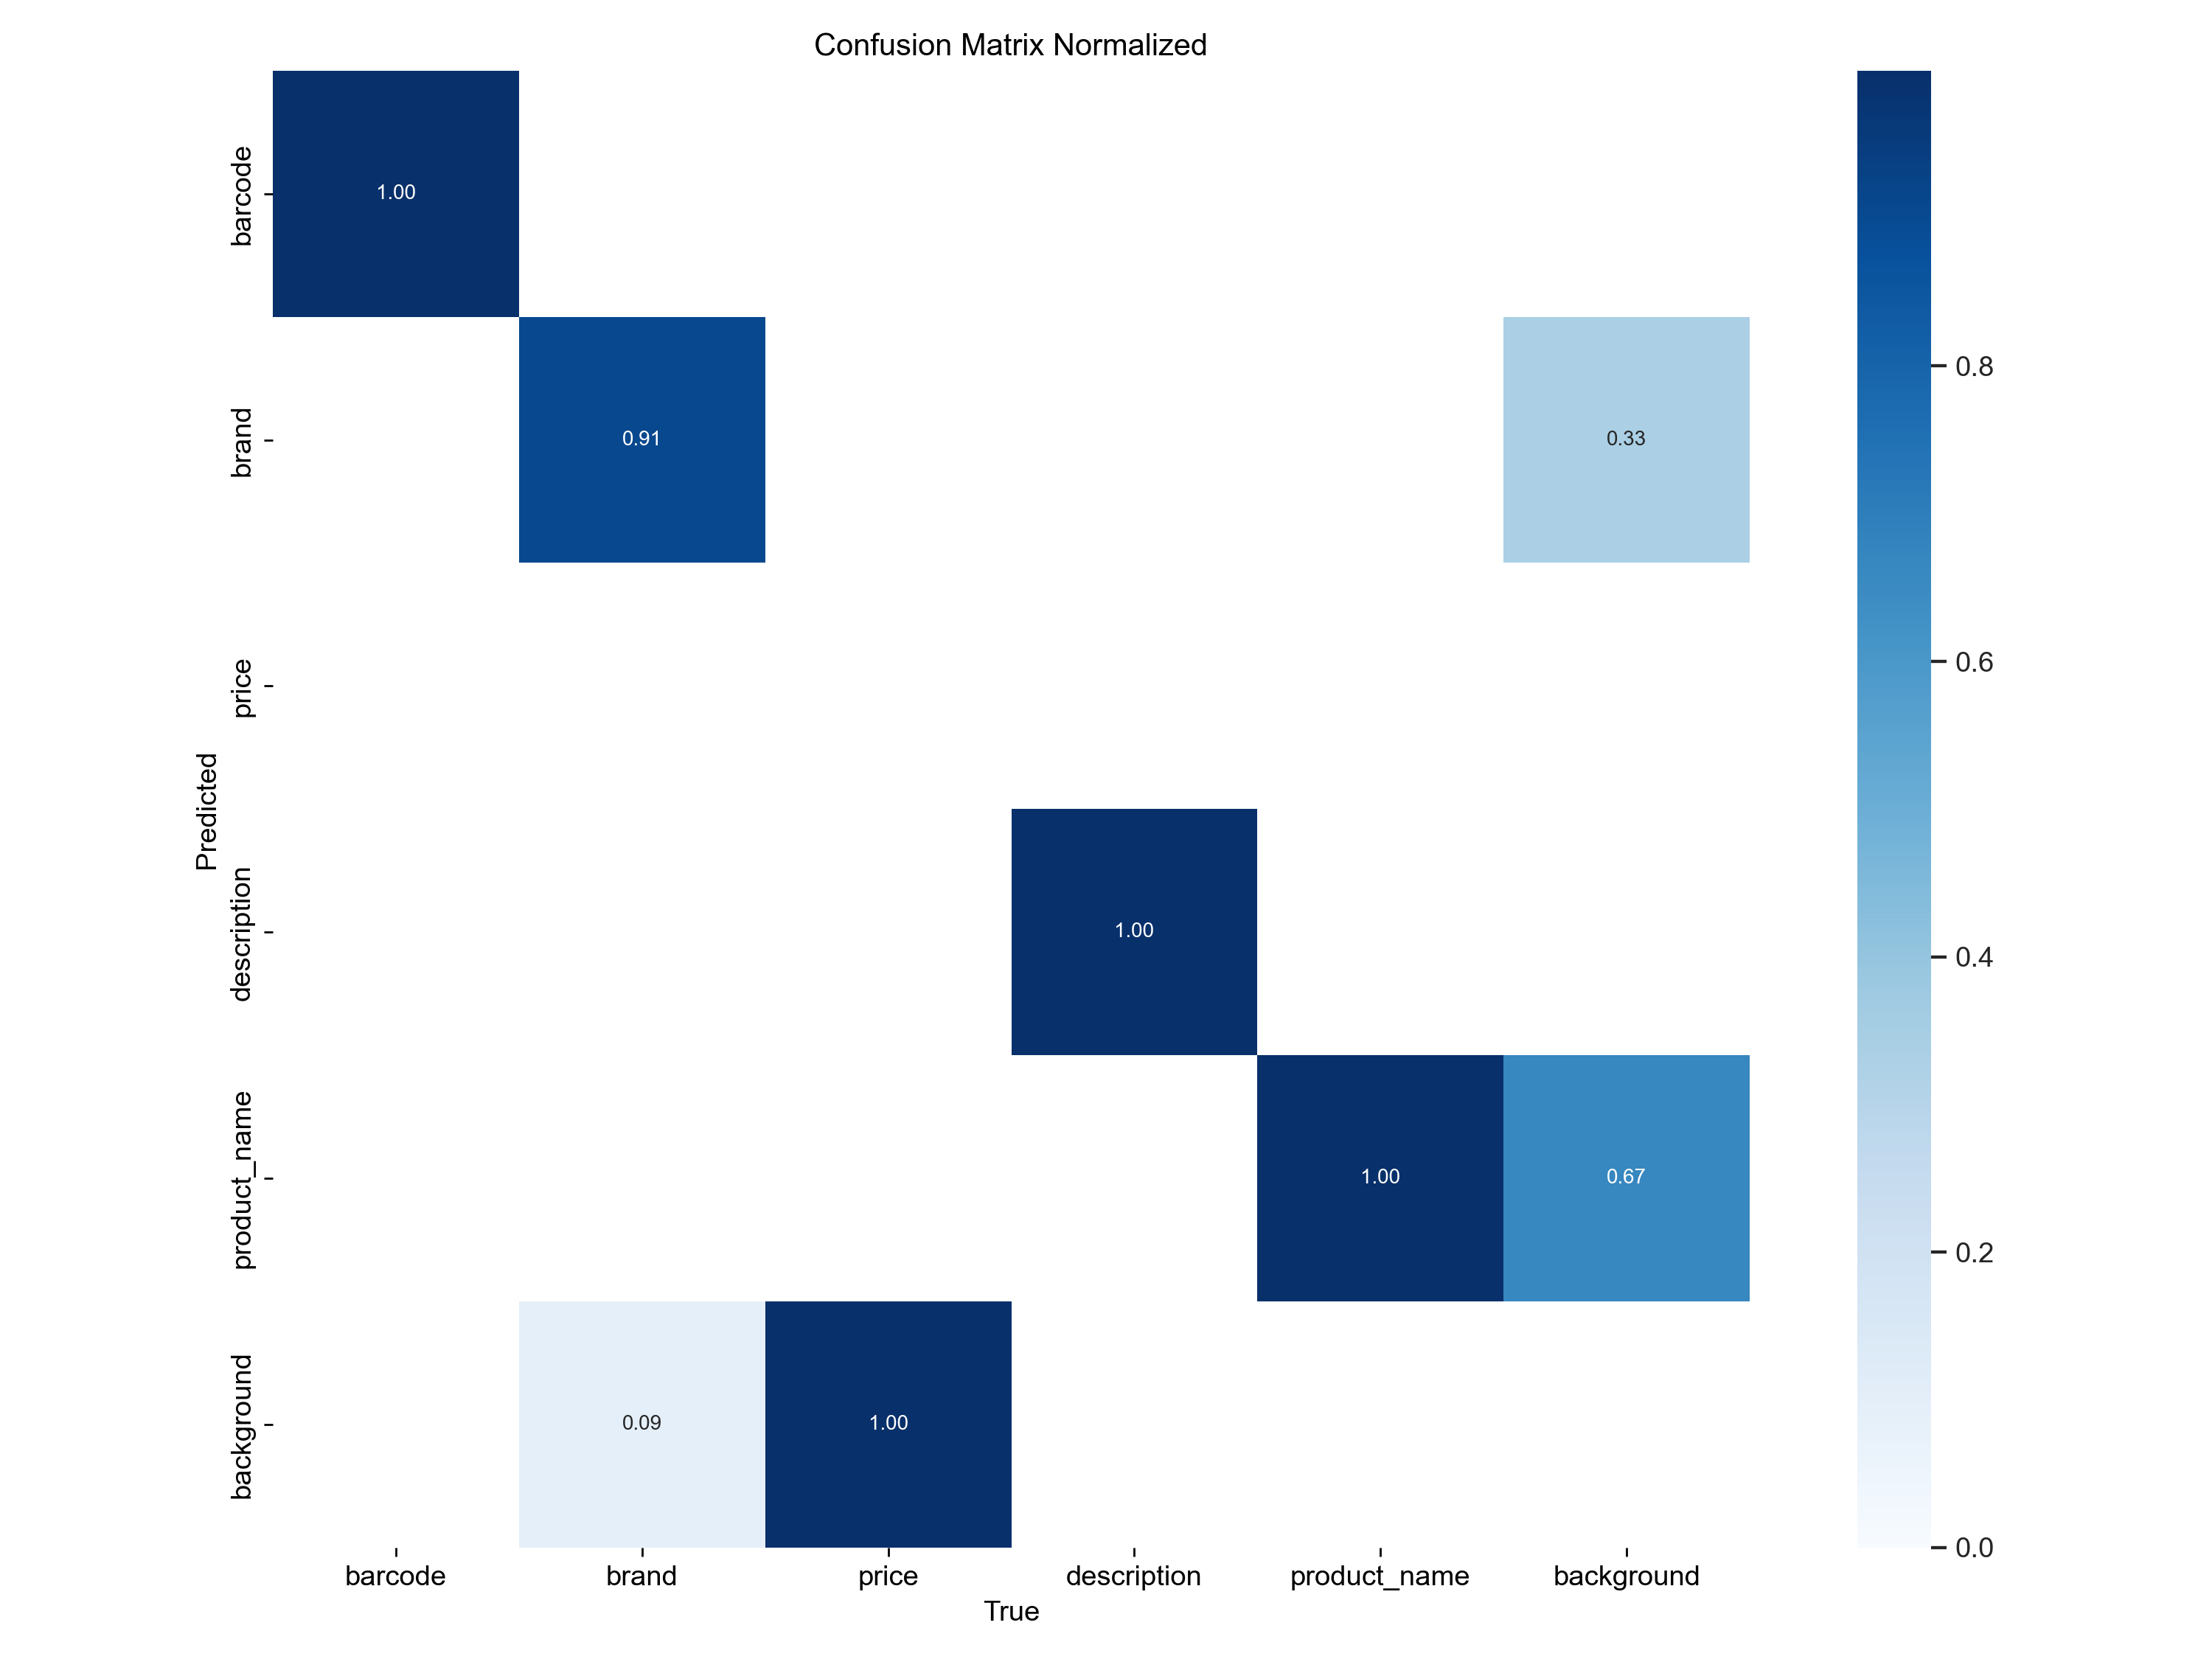 Confusion Matrix Normalized
barcode
1.00
brand
0.91
0.33
0.8
price
0.6
Predicted
description
1.00
0.4
product_name
1.00
0.67
0.2
background
0.09
1.00
0.0
barcode
brand
price
description
product_name
background
True